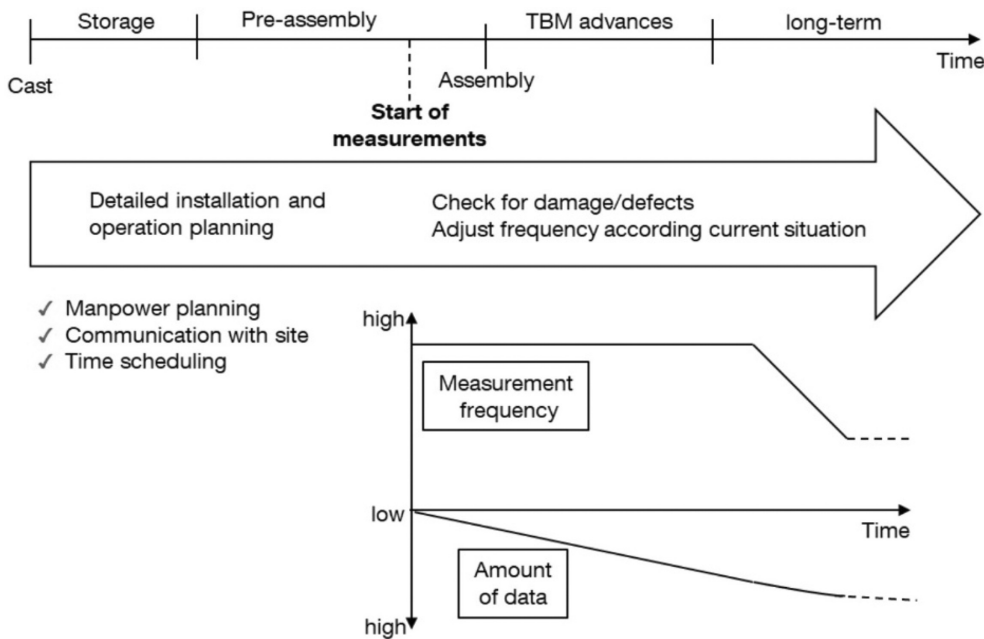 Storage
Pre-assembly
TBM advances
long-term
Time
Cast
Assembly
Start of
measurements
Detailed installation and
operation planning
Check for damage/defects
Adjust frequency according current situation
✓ Manpower planning
✓ Communication with site
✓ Time scheduling
high
Measurement
frequency
low
Time
Amount
of data
high